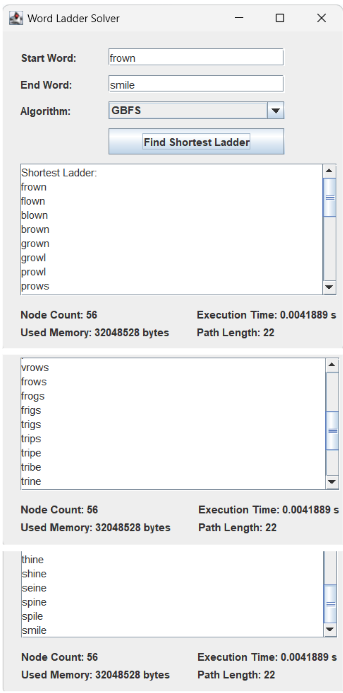 Word Ladder Solver
Start Word: frown
End Word: smile
Algorithm: GBFS
Find Shortest Ladder
Shortest Ladder:
frown
flown
blown
brown
grown
growl
prowl
prows
Node Count: 56 Execution Time: 0.0041889 s
Used Memory: 32048528 bytes Path Length: 22
vrows
frows
frogs
frigs
trigs
trips
tripe
tribe
trine
Node Count: 56 Execution Time: 0.0041889 s
Used Memory: 32048528 bytes Path Length: 22
thine
shine
seine
spine
spile
smile
Node Count: 56 Execution Time: 0.0041889 s
Used Memory: 32048528 bytes Path Length: 22